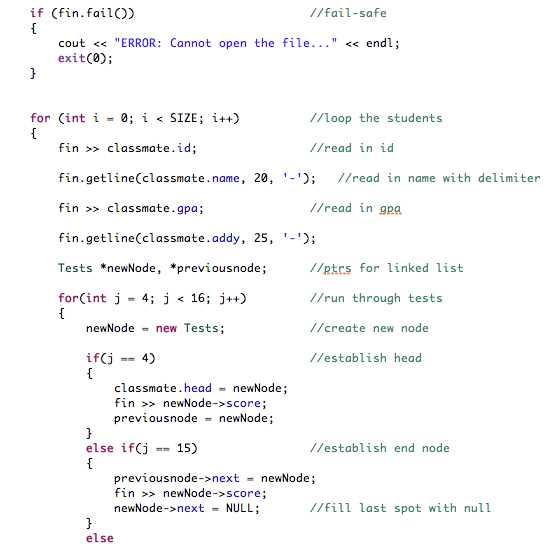 if (fin.fail()) //fail-safe
{
cout << "ERROR: Cannot open the file..." << endl;
exit(0);
}
for (int i = 0; i < SIZE; i++) //loop the students
{
fin >> classmate.id; //read in id
fin.getline(classmate.name, 20, '-'); //read in name with delimiter
fin >> classmate.gpa; //read in gpa
fin.getline(classmate.addy, 25, '-');
Tests *newNode, *previousnode; //ptrs for linked list
for(int j = 4; j < 16; j++) //run through tests
{
newNode = new Tests; //create new node
if(j == 4) //establish head
{
classmate.head = newNode;
fin >> newNode->score;
previousnode = newNode;
}
else if(j == 15) //establish end node
{
previousnode->next = newNode;
fin >> newNode->score;
newNode->next = NULL; //fill last spot with null
}
else